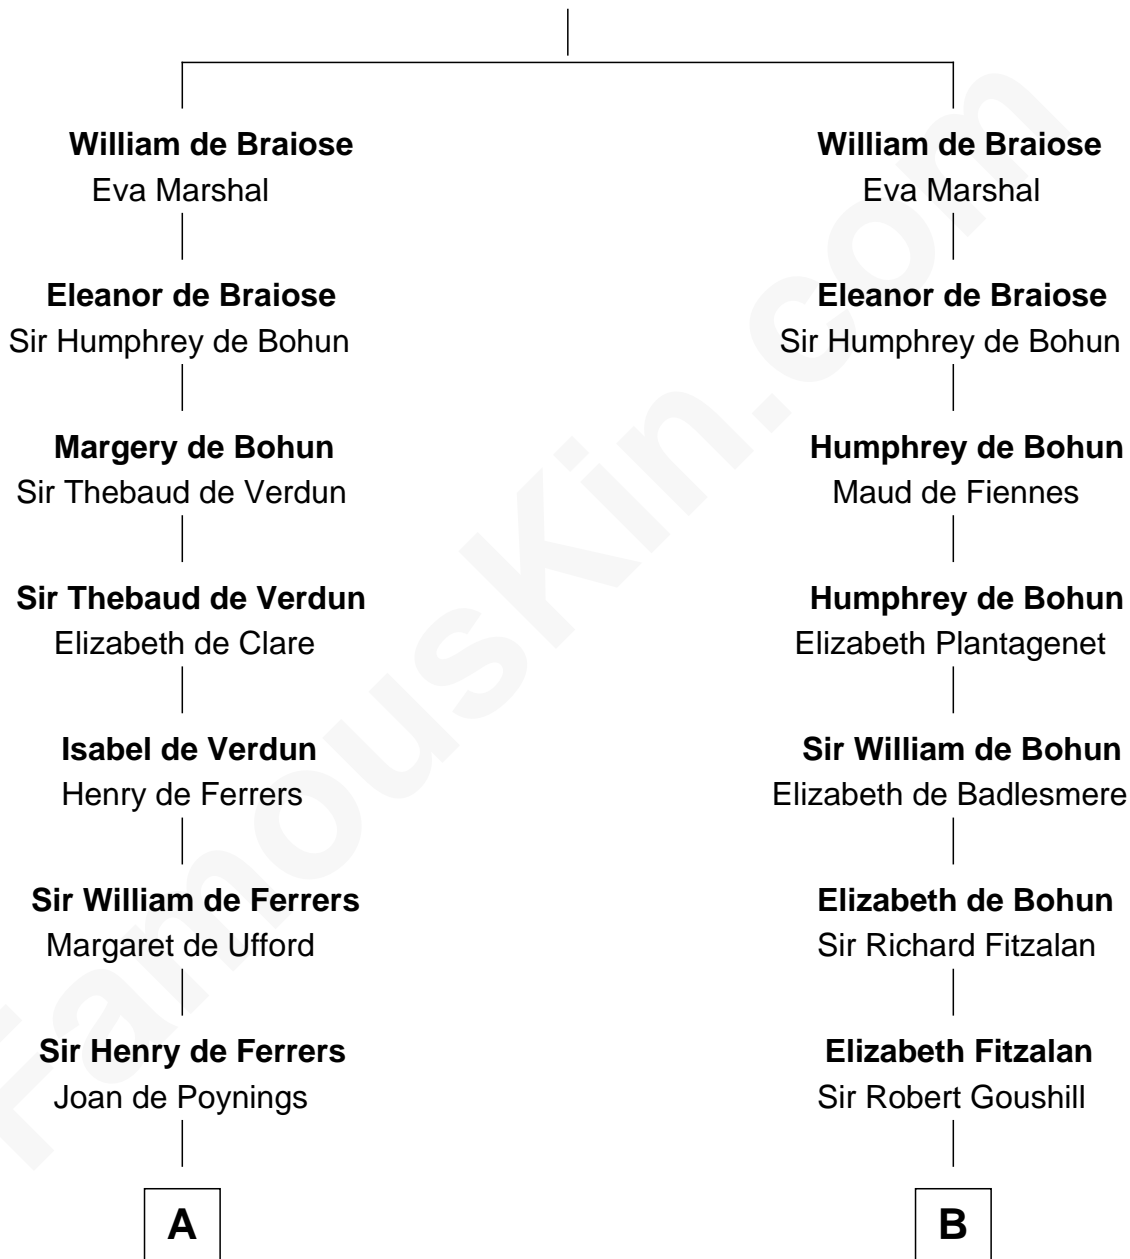 William de Braiose
Eva Marshal
Eleanor de Braiose
Sir Humphrey de Bohun
Margery de Bohun
Sir Thebaud de Verdun
Sir Thebaud de Verdun
Elizabeth de Clare
Isabel de Verdun
Henry de Ferrers
Sir William de Ferrers
Margaret de Ufford
Sir Henry de Ferrers
Joan de Poynings
A
William de Braiose
Eva Marshal
Eleanor de Braiose
Sir Humphrey de Bohun
Humphrey de Bohun
Maud de Fiennes
Humphrey de Bohun
Elizabeth Plantagenet
Sir William de Bohun
Elizabeth de Badlesmere
Elizabeth de Bohun
Sir Richard Fitzalan
Elizabeth Fitzalan
Sir Robert Goushill
B
FamousKin.com